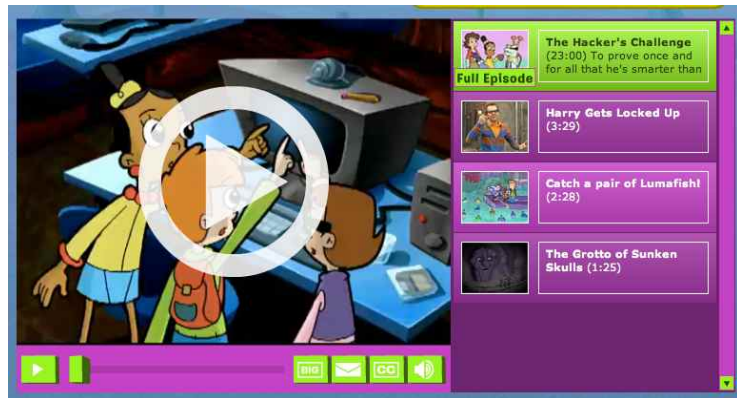 The Hacker's Challenge
(23:00) To prove once and
for all that he's smarter than
Full Episode
Harry Gets Locked Up
(3:29)
Catch a pair of Lumafish!
(2:28)
The Grotto of Sunken
Skulls (1:25)
BIG
CC